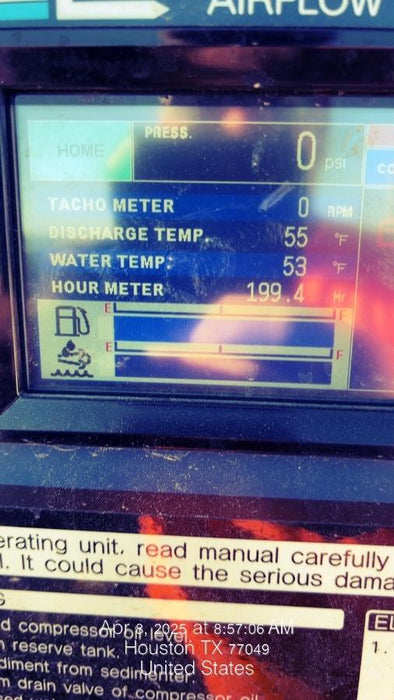 AIRFLOW
HOME
PRESS.
0 psi
TACHO METER 0 RPM
DISCHARGE TEMP. 55 °F
WATER TEMP. 53 °F
HOUR METER 199.4 Hr
E F
E F
erating unit, read manual carefully
It could cause the serious dama
d compressor oil level.
n reserve tank.
diment from sedimenter.
m drain valve of compressor oil
1.
Apr 8, 2025 at 8:57:06 AM
Houston TX 77049
United States